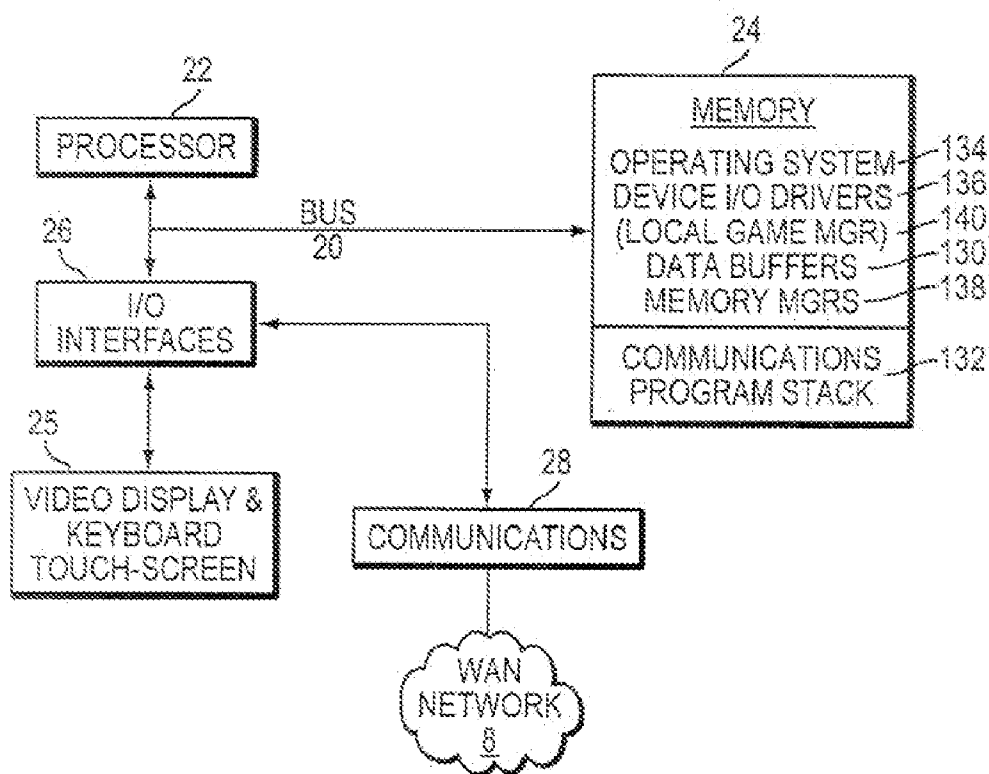 22
PROCESSOR
26
I/O
INTERFACES
25
VIDEO DISPLAY &
KEYBOARD
TOUCH-SCREEN
BUS
20
24
MEMORY
OPERATING SYSTEM 134
DEVICE I/O DRIVERS 136
(LOCAL GAME MGR) 140
DATA BUFFERS 130
MEMORY MGRS 138
COMMUNICATIONS
PROGRAM STACK 132
28
COMMUNICATIONS
WAN
NETWORK
8